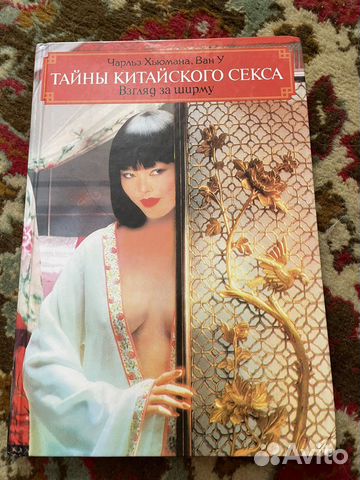 Чарльз Хьюмана, Ван У
ТАЙНЫ КИТАЙСКОГО СЕКСА
Взгляд за ширму
Avito